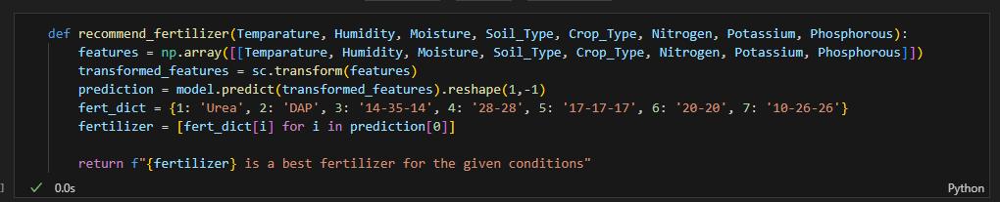 def recommend_fertilizer(Temparature, Humidity, Moisture, Soil_Type, Crop_Type, Nitrogen, Potassium, Phosphorous):
    features = np.array([[Temparature, Humidity, Moisture, Soil_Type, Crop_Type, Nitrogen, Potassium, Phosphorous]])
    transformed_features = sc.transform(features)
    prediction = model.predict(transformed_features).reshape(1,-1)
    fert_dict = {1: 'Urea', 2: 'DAP', 3: '14-35-14', 4: '28-28', 5: '17-17-17', 6: '20-20', 7: '10-26-26'}
    fertilizer = [fert_dict[i] for i in prediction[0]]

    return f"{fertilizer} is a best fertilizer for the given conditions"
] ✓ 0.0s Python